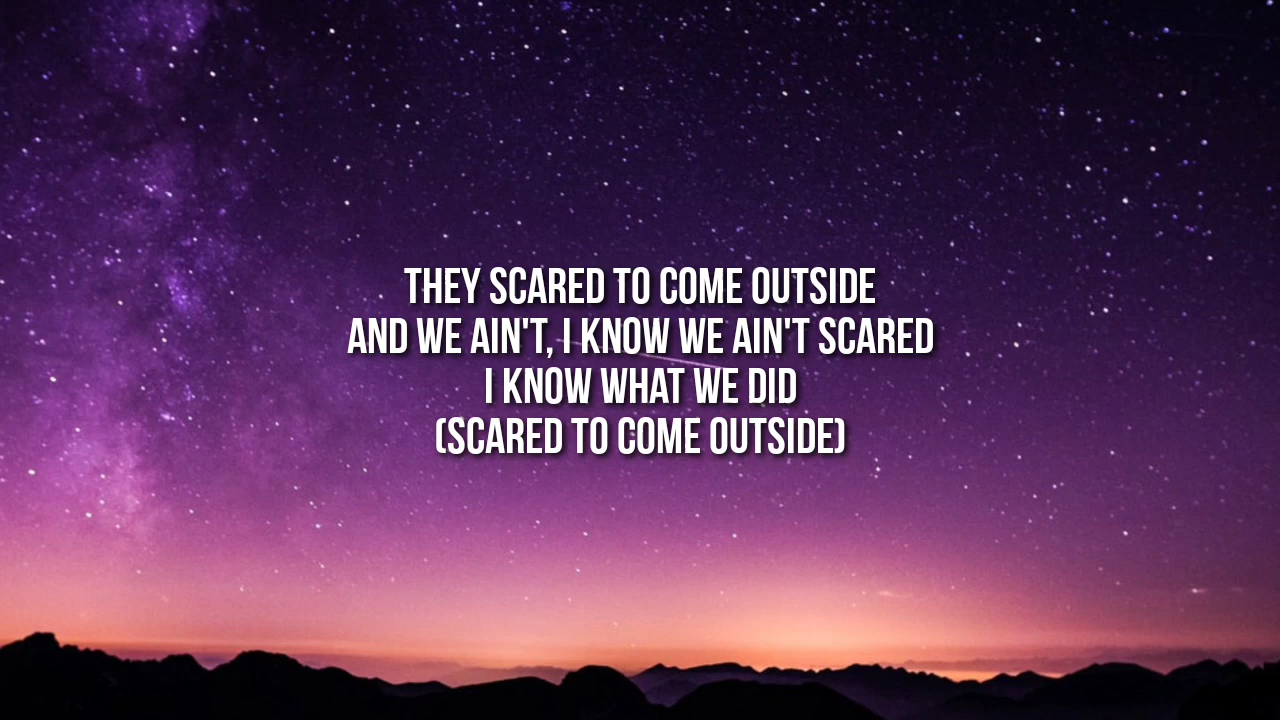 THEY SCARED TO COME OUTSIDE
AND WE AIN'T, I KNOW WE AIN'T SCARED
I KNOW WHAT WE DID
(SCARED TO COME OUTSIDE)